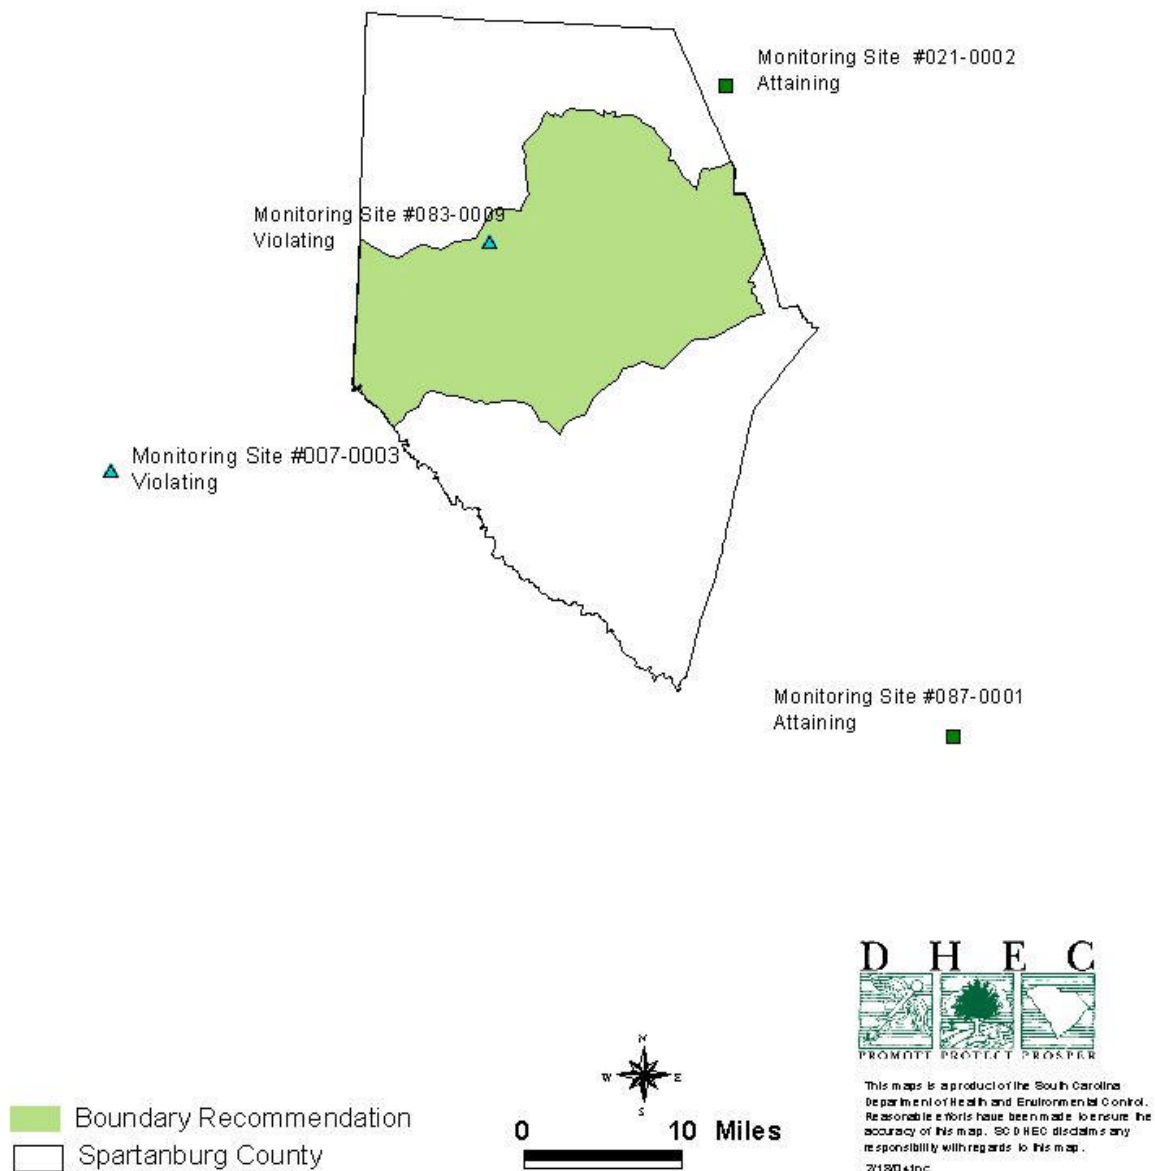 Monitoring Site #021-0002
Attaining
Monitoring Site #083-0009
Violating
Monitoring Site #007-0003
Violating
Monitoring Site #087-0001
Attaining
D H E C
PROMOTE PROTECT PROSPER
N
W E
S
Boundary Recommendation
Spartanburg County
0 10 Miles
This maps is a product of the South Carolina
Department of Health and Environmental Control.
Reasonable efforts have been made to ensure the
accuracy of this map. SCDHEC disclaims any
responsibility with regards to this map.